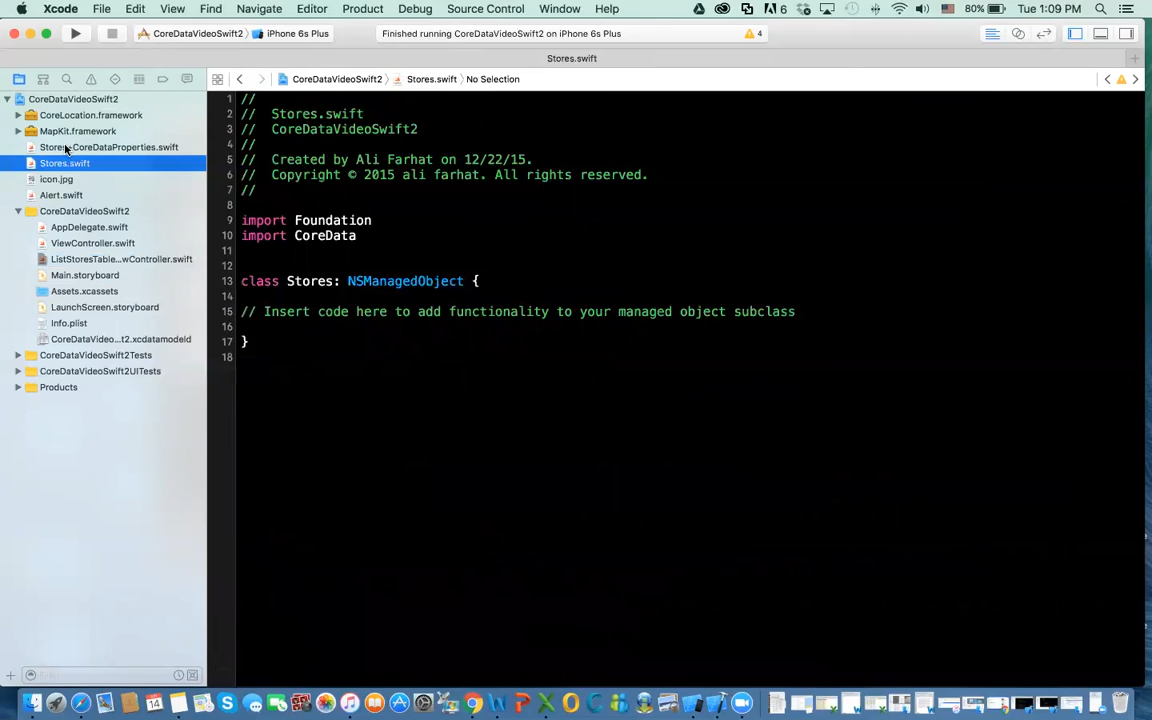 Xcode File Edit View Find Navigate Editor Product Debug Source Control Window Help 6 80% Tue 1:09 PM
CoreDataVideoSwift2 iPhone 6s Plus Finished running CoreDataVideoSwift2 on iPhone 6s Plus 4
Stores.swift
CoreDataVideoSwift2 Stores.swift No Selection
CoreDataVideoSwift2
CoreLocation.framework
MapKit.framework
CoreDataProperties.swift
Stores.swift
icon.jpg
Alert.swift
CoreDataVideoSwift2
AppDelegate.swift
ViewController.swift
ListStoresTable...wController.swift
Main.storyboard
Assets.xcassets
LaunchScreen.storyboard
Info.plist
CoreDataVideo...t2.xcdatamodeld
CoreDataVideoSwift2Tests
CoreDataVideoSwift2UITests
Products
1 //
2 // Stores.swift
3 // CoreDataVideoSwift2
4 //
5 // Created by Ali Farhat on 12/22/15.
6 // Copyright © 2015 ali farhat. All rights reserved.
7 //
8
9 import Foundation
10 import CoreData
11
12
13 class Stores: NSManagedObject {
14
15 // Insert code here to add functionality to your managed object subclass
16
17 }
18
14